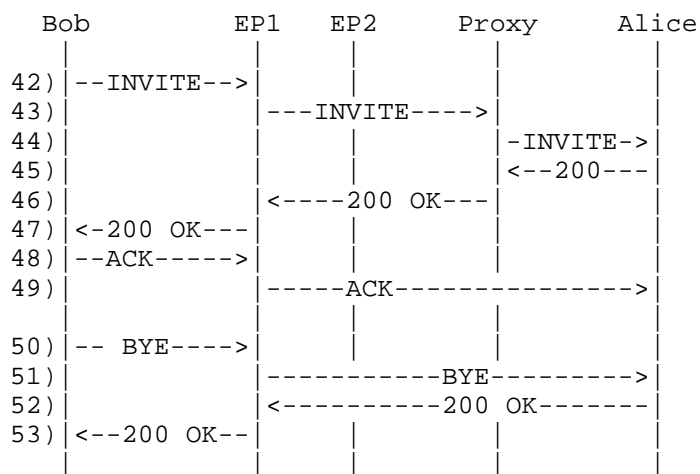 Bob EP1 EP2 Proxy Alice
42) --INVITE-->
43) ---INVITE---->
44) -INVITE->
45) <--200---
46) <----200 OK---
47) <-200 OK---
48) --ACK----->
49) -----ACK--------------->
50) -- BYE---->
51) -----------BYE--------->
52) <----------200 OK-------
53) <--200 OK--